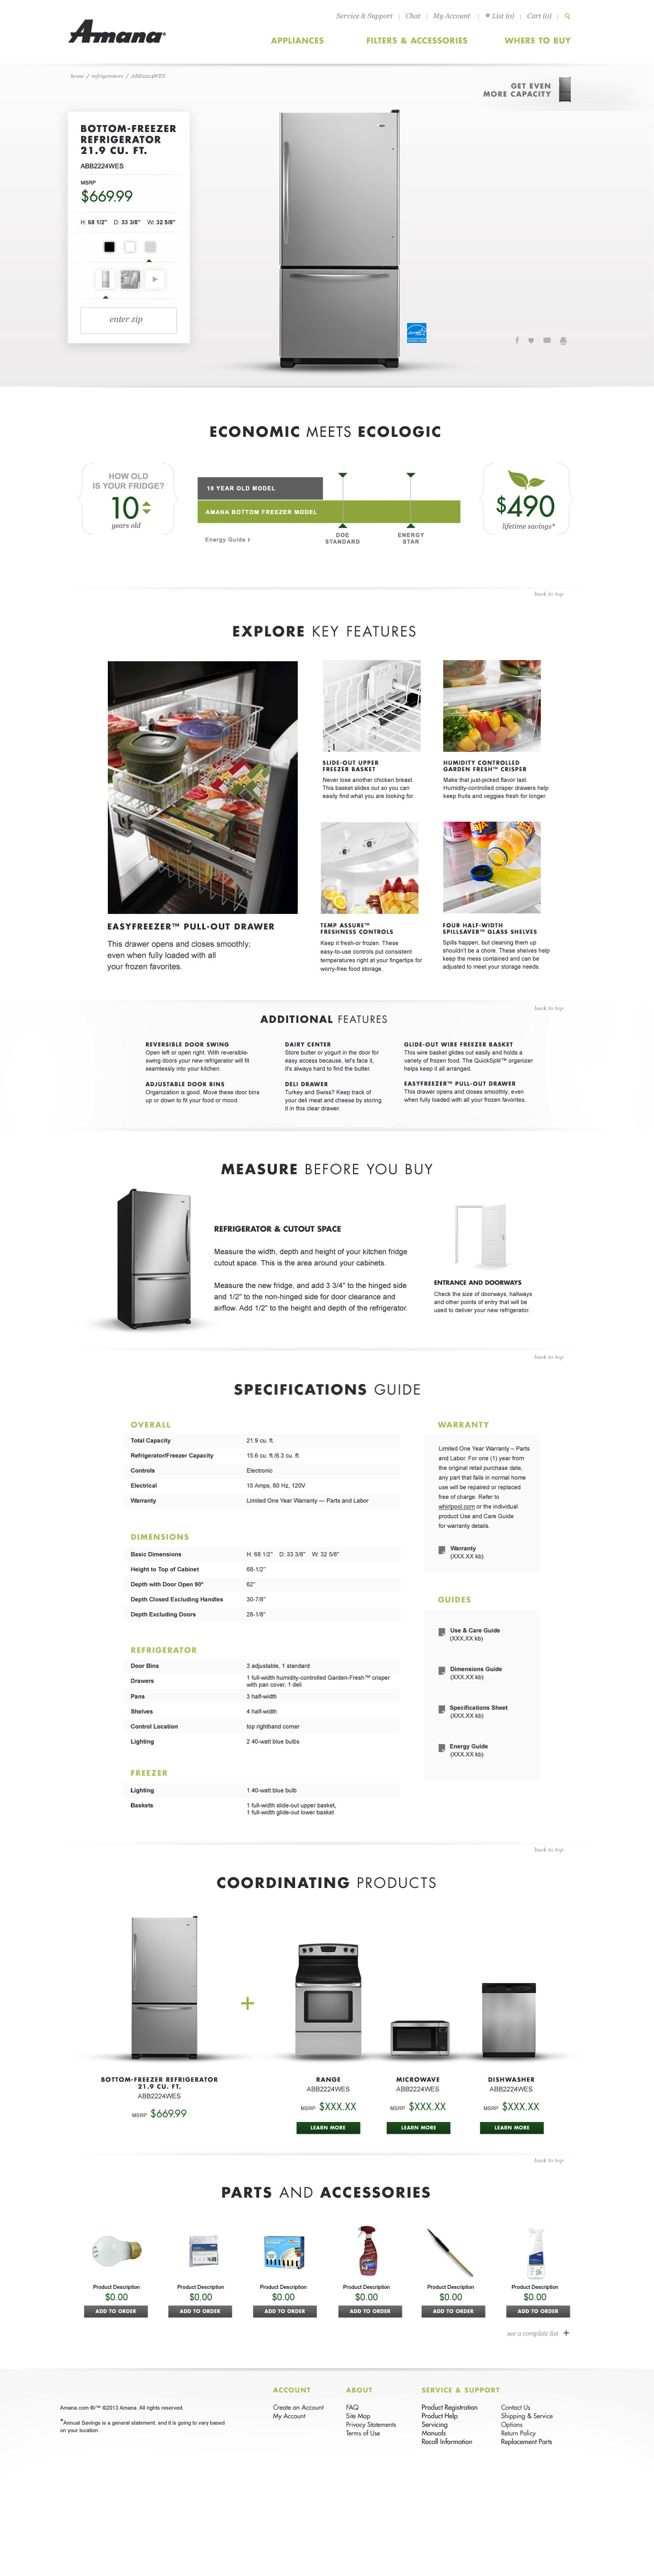 Service & Support | Chat | My Account | List (0) | Cart (0) |
Amana
APPLIANCES FILTERS & ACCESSORIES WHERE TO BUY
home / refrigerators / ABB2224WES
GET EVEN
MORE CAPACITY
BOTTOM-FREEZER
REFRIGERATOR
21.9 CU. FT.
ABB2224WES
MSRP
$669.99
H: 68 1/2" D: 33 3/8" W: 32 5/8"
enter zip
ECONOMIC MEETS ECOLOGIC
HOW OLD
IS YOUR FRIDGE?
10
years old
10 YEAR OLD MODEL
AMANA BOTTOM FREEZER MODEL
Energy Guide
DOE
STANDARD
ENERGY
STAR
$490
lifetime savings*
back to top
EXPLORE KEY FEATURES
EASYFREEZER™ PULL-OUT DRAWER
This drawer opens and closes smoothly;
even when fully loaded with all
your frozen favorites.
SLIDE-OUT UPPER
FREEZER BASKET
Never lose another chicken breast.
This basket slides out so you can
easily find what you are looking for.
HUMIDITY CONTROLLED
GARDEN FRESH™ CRISPER
Make that just-picked flavor last.
Humidity-controlled crisper drawers help
keep fruits and veggies fresh for longer.
TEMP ASSURE™
FRESHNESS CONTROLS
Keep it fresh-or frozen. These
easy-to-use controls put consistent
temperatures right at your fingertips for
worry-free food storage.
FOUR HALF-WIDTH
SPILLSAVER™ GLASS SHELVES
Spills happen, but cleaning them up
shouldn't be a chore. These shelves help
keep the mess contained and can be
adjusted to meet your storage needs.
back to top
ADDITIONAL FEATURES
REVERSIBLE DOOR SWING
Open left or open right. With reversible-
swing doors your new refrigerator will fit
seamlessly into your kitchen.
ADJUSTABLE DOOR BINS
Organization is good. Move these door bins
up or down to fit your food or mood.
DAIRY CENTER
Store butter or yogurt in the door for
easy access because, let's face it,
it's always hard to find the butter.
DELI DRAWER
Turkey and Swiss? Keep track of
your deli meat and cheese by storing
it in this clear drawer.
GLIDE-OUT WIRE FREEZER BASKET
This wire basket glides out easily and holds a
variety of frozen food. The QuickSplit™ organizer
helps keep it all arranged.
EASYFREEZER™ PULL-OUT DRAWER
This drawer opens and closes smoothly; even
when fully loaded with all your frozen favorites.
MEASURE BEFORE YOU BUY
REFRIGERATOR & CUTOUT SPACE
Measure the width, depth and height of your kitchen fridge
cutout space. This is the area around your cabinets.
Measure the new fridge, and add 3 3/4" to the hinged side
and 1/2" to the non-hinged side for door clearance and
airflow. Add 1/2" to the height and depth of the refrigerator.
ENTRANCE AND DOORWAYS
Check the size of doorways, hallways
and other points of entry that will be
used to deliver your new refrigerator.
back to top
SPECIFICATIONS GUIDE
OVERALL
Total Capacity 21.9 cu. ft.
Refrigerator/Freezer Capacity 15.6 cu. ft./6.3 cu. ft.
Controls Electronic
Electrical 15 Amps, 60 Hz, 120V
Warranty Limited One Year Warranty — Parts and Labor
DIMENSIONS
Basic Dimensions H: 68 1/2" D: 33 3/8" W: 32 5/8"
Height to Top of Cabinet 68-1/2"
Depth with Door Open 90° 62"
Depth Closed Excluding Handles 30-7/8"
Depth Excluding Doors 28-1/8"
REFRIGERATOR
Door Bins 3 adjustable, 1 standard
Drawers 1 full-width humidity-controlled Garden-Fresh™ crisper
with pan cover, 1 deli
Pans 3 half-width
Shelves 4 half-width
Control Location top righthand corner
Lighting 2 40-watt blue bulbs
FREEZER
Lighting 1 40-watt blue bulb
Baskets 1 full-width slide-out upper basket,
1 full-width glide-out lower basket
WARRANTY
Limited One Year Warranty – Parts
and Labor. For one (1) year from
the original retail purchase date,
any part that fails in normal home
use will be repaired or replaced
free of charge. Refer to
whirlpool.com or the individual
product Use and Care Guide
for warranty details.
Warranty
(XXX.XX kb)
GUIDES
Use & Care Guide
(XXX.XX kb)
Dimensions Guide
(XXX.XX kb)
Specifications Sheet
(XXX.XX kb)
Energy Guide
(XXX.XX kb)
back to top
COORDINATING PRODUCTS
+
BOTTOM-FREEZER REFRIGERATOR
21.9 CU. FT.
ABB2224WES
MSRP $669.99
RANGE
ABB2224WES
MSRP $XXX.XX
LEARN MORE
MICROWAVE
ABB2224WES
MSRP $XXX.XX
LEARN MORE
DISHWASHER
ABB2224WES
MSRP $XXX.XX
LEARN MORE
back to top
PARTS AND ACCESSORIES
Product Description Product Description Product Description Product Description Product Description Product Description
$0.00 $0.00 $0.00 $0.00 $0.00 $0.00
ADD TO ORDER ADD TO ORDER ADD TO ORDER ADD TO ORDER ADD TO ORDER ADD TO ORDER
see a complete list +
Amana.com ®/™ ©2013 Amana. All rights reserved.
*Annual Savings is a general statement, and it is going to vary based
on your location.
ACCOUNT
Create an Account
My Account
ABOUT
FAQ
Site Map
Privacy Statements
Terms of Use
SERVICE & SUPPORT
Product Registration
Product Help
Servicing
Manuals
Recall Information
Contact Us
Shipping & Service
Options
Return Policy
Replacement Parts